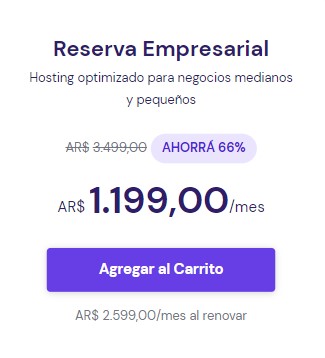 Reserva Empresarial
Hosting optimizado para negocios medianos
y pequeños
AR$ 3.499,00 AHORRÁ 66%
AR$ 1.199,00/mes
Agregar al Carrito
AR$ 2.599,00/mes al renovar